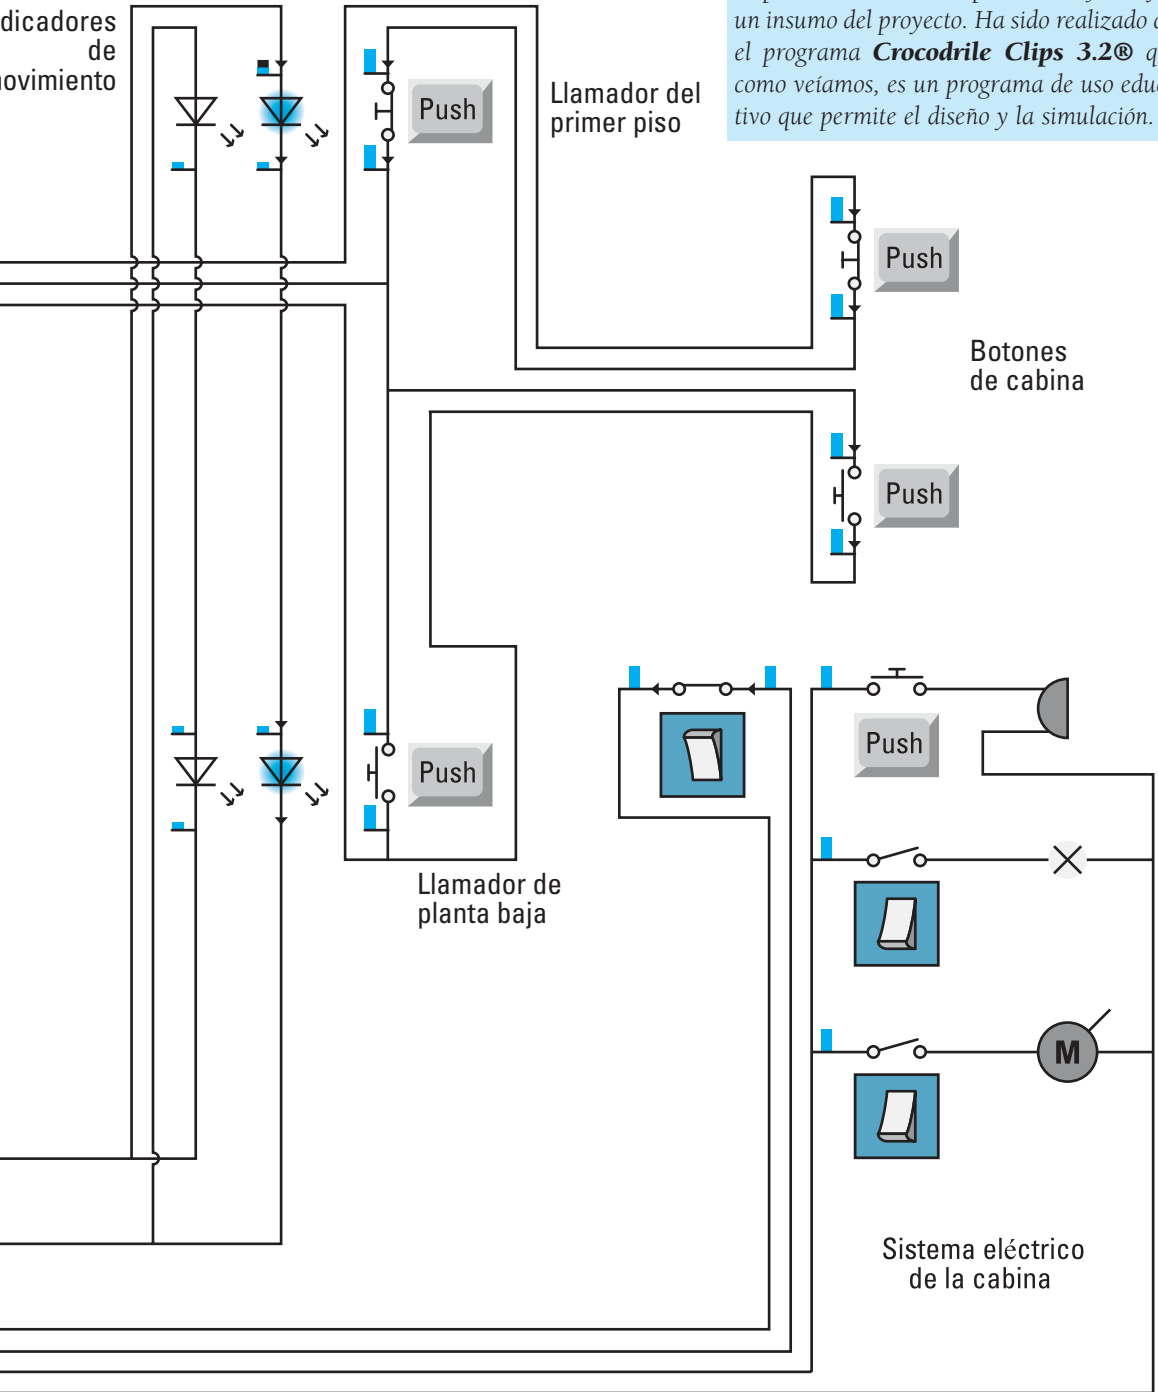 dicadores
de
movimiento
Push
Llamador del
primer piso
un insumo del proyecto. Ha sido realizado
el programa Crocodrile Clips 3.2®
como veíamos, es un programa de uso educ
tivo que permite el diseño y la simulación.
Push
Botones
de cabina
Push
Push
Push
Llamador de
planta baja
M
Sistema eléctrico
de la cabina